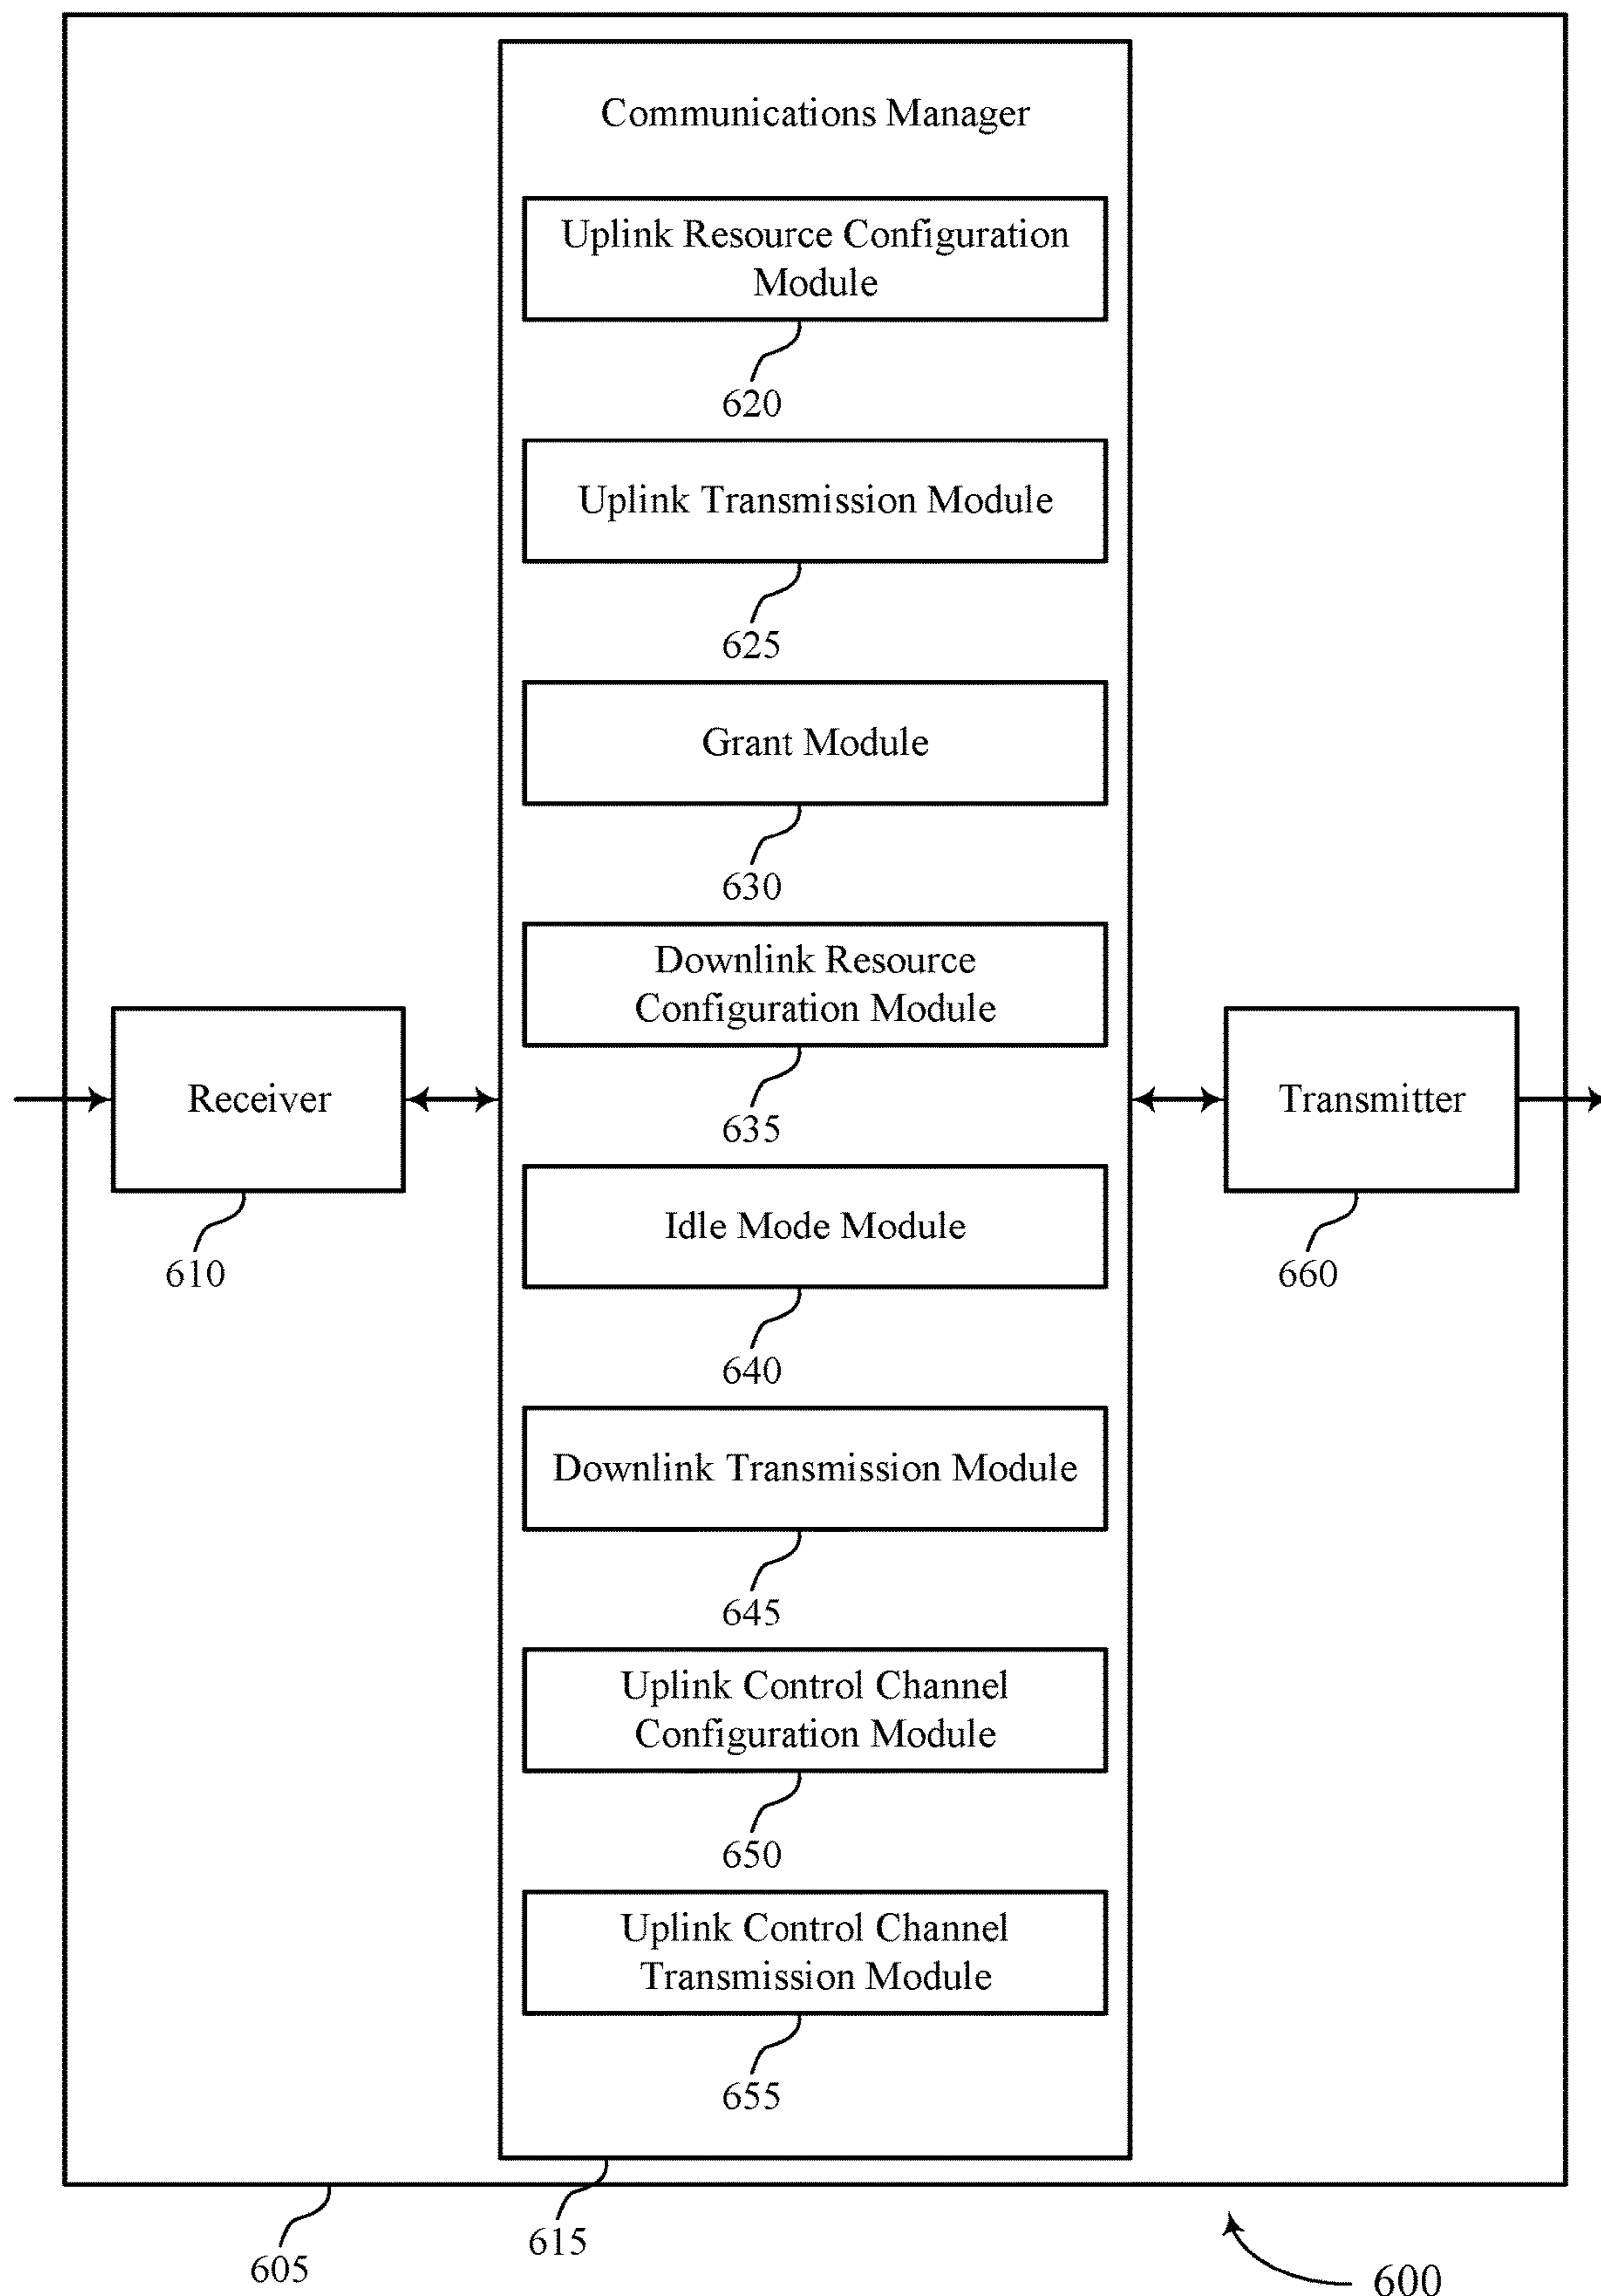 Communications Manager
Uplink Resource Configuration
Module
620
Uplink Transmission Module
625
Grant Module
630
Downlink Resource
Configuration Module
635
Receiver
610
Transmitter
660
Idle Mode Module
640
Downlink Transmission Module
645
Uplink Control Channel
Configuration Module
650
Uplink Control Channel
Transmission Module
655
615
605
600